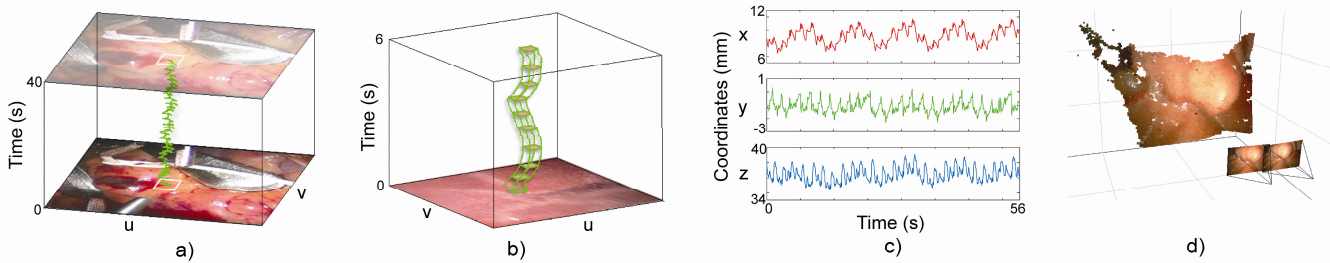 40
Time (s)
0
u
v
a)
6
Time (s)
0
v
u
b)
Coordinates (mm)
12
x
6
1
y
-3
40
z
34
0
56
Time (s)
c)
d)